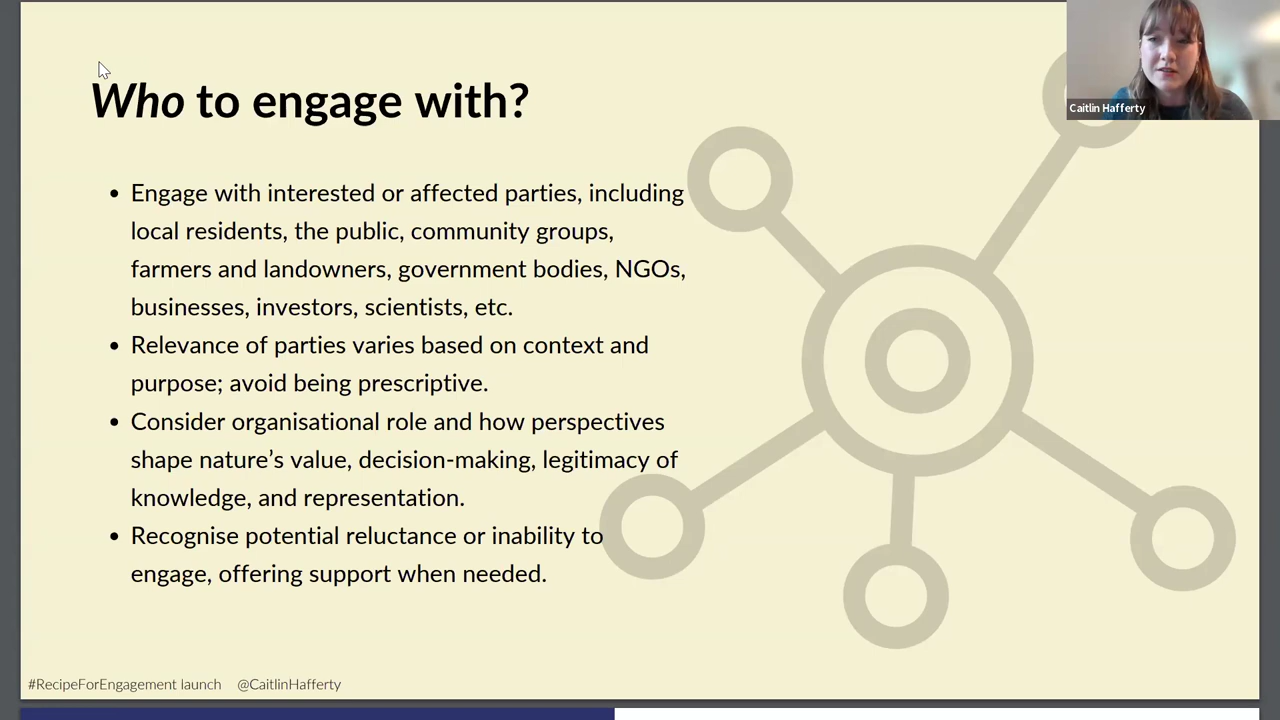 Who to engage with?
Caitlin Hafferty
• Engage with interested or affected parties, including
local residents, the public, community groups,
farmers and landowners, government bodies, NGOs,
businesses, investors, scientists, etc.
• Relevance of parties varies based on context and
purpose; avoid being prescriptive.
• Consider organisational role and how perspectives
shape nature’s value, decision-making, legitimacy of
knowledge, and representation.
• Recognise potential reluctance or inability to
engage, offering support when needed.
#RecipeForEngagement launch @CaitlinHafferty